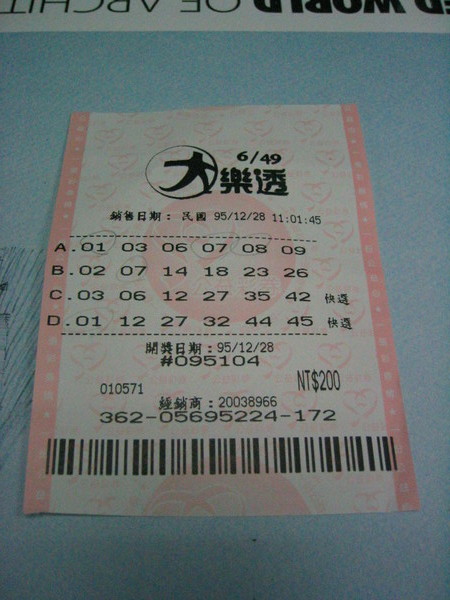 ED WORLD OF ARCHIT
6/49
大樂透
銷售日期： 民國 95/12/28 11:01:45
A.01 03 06 07 08 09
B.02 07 14 18 23 26
C.03 06 12 27 35 42 快選
D.01 12 27 32 44 45 快選
開獎日期：95/12/28
#095104
010571 NT$200
經銷商：20038966
362-05695224-172